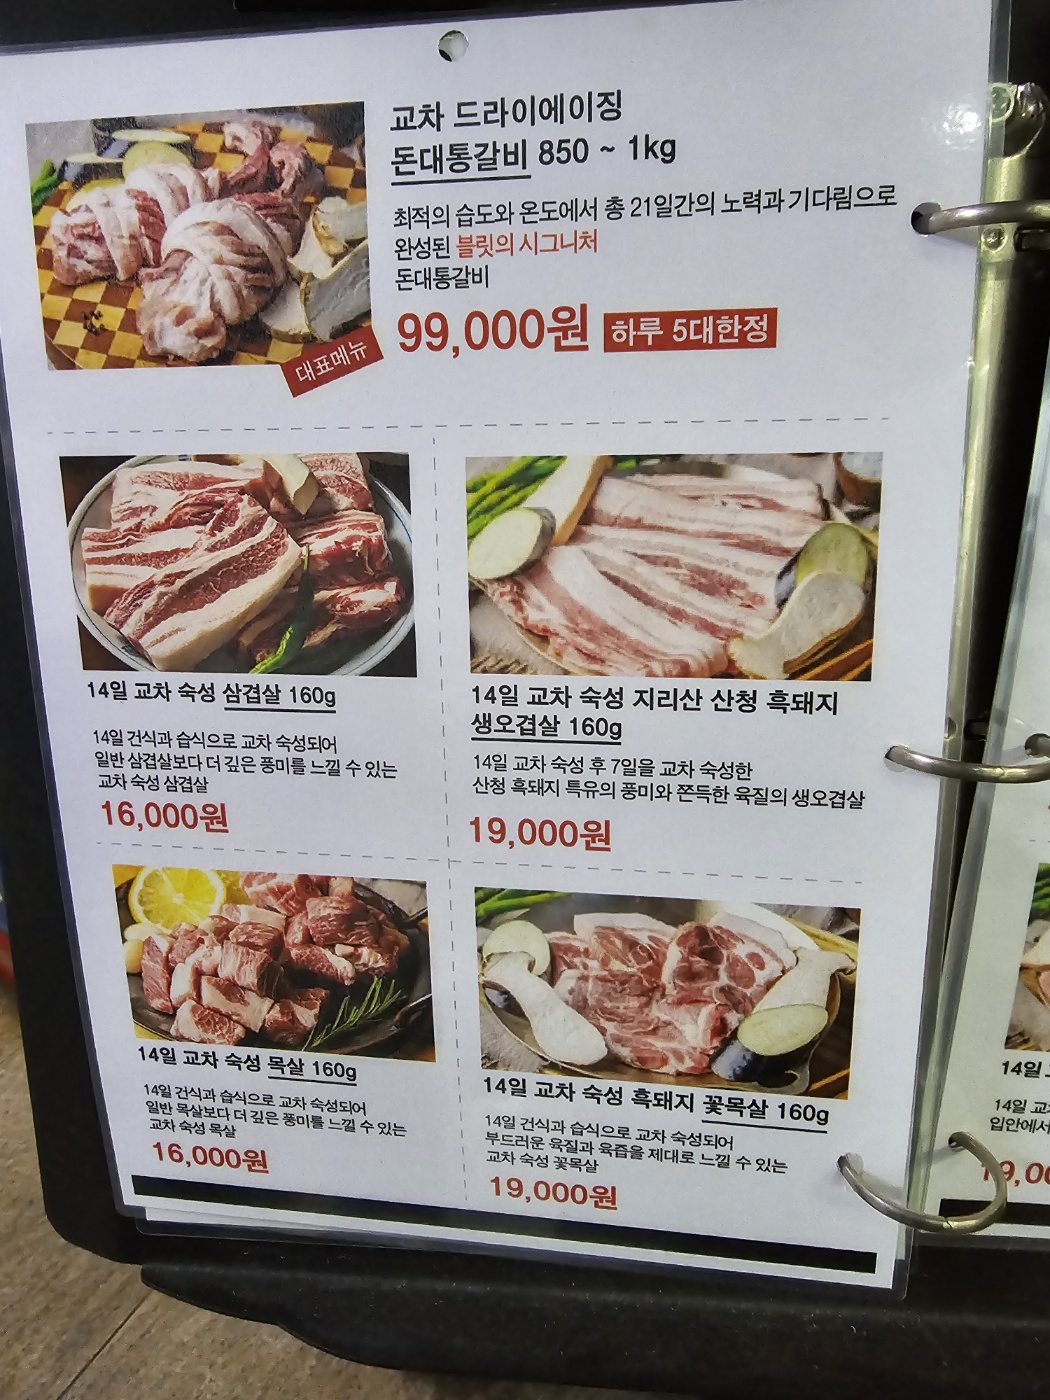 교차 드라이에이징
돈대통갈비 850 ~ 1kg
최적의 습도와 온도에서 총 21일간의 노력과 기다림으로
완성된 블릿의 시그니처
돈대통갈비
99,000원 하루 5대한정
대표메뉴
14일 교차 숙성 삼겹살 160g
14일 건식과 습식으로 교차 숙성되어
일반 삼겹살보다 더 깊은 풍미를 느낄 수 있는
교차 숙성 삼겹살
16,000원
14일 교차 숙성 지리산 산청 흑돼지
생오겹살 160g
14일 교차 숙성 후 7일을 교차 숙성한
산청 흑돼지 특유의 풍미와 쫀득한 육질의 생오겹살
19,000원
14일 교차 숙성 목살 160g
14일 건식과 습식으로 교차 숙성되어
일반 목살보다 더 깊은 풍미를 느낄 수 있는
교차 숙성 목살
16,000원
14일 교차 숙성 흑돼지 꽃목살 160g
14일 건식과 습식으로 교차 숙성되어
부드러운 육질과 육즙을 제대로 느낄 수 있는
교차 숙성 꽃목살
19,000원
14일
14일
입안에서